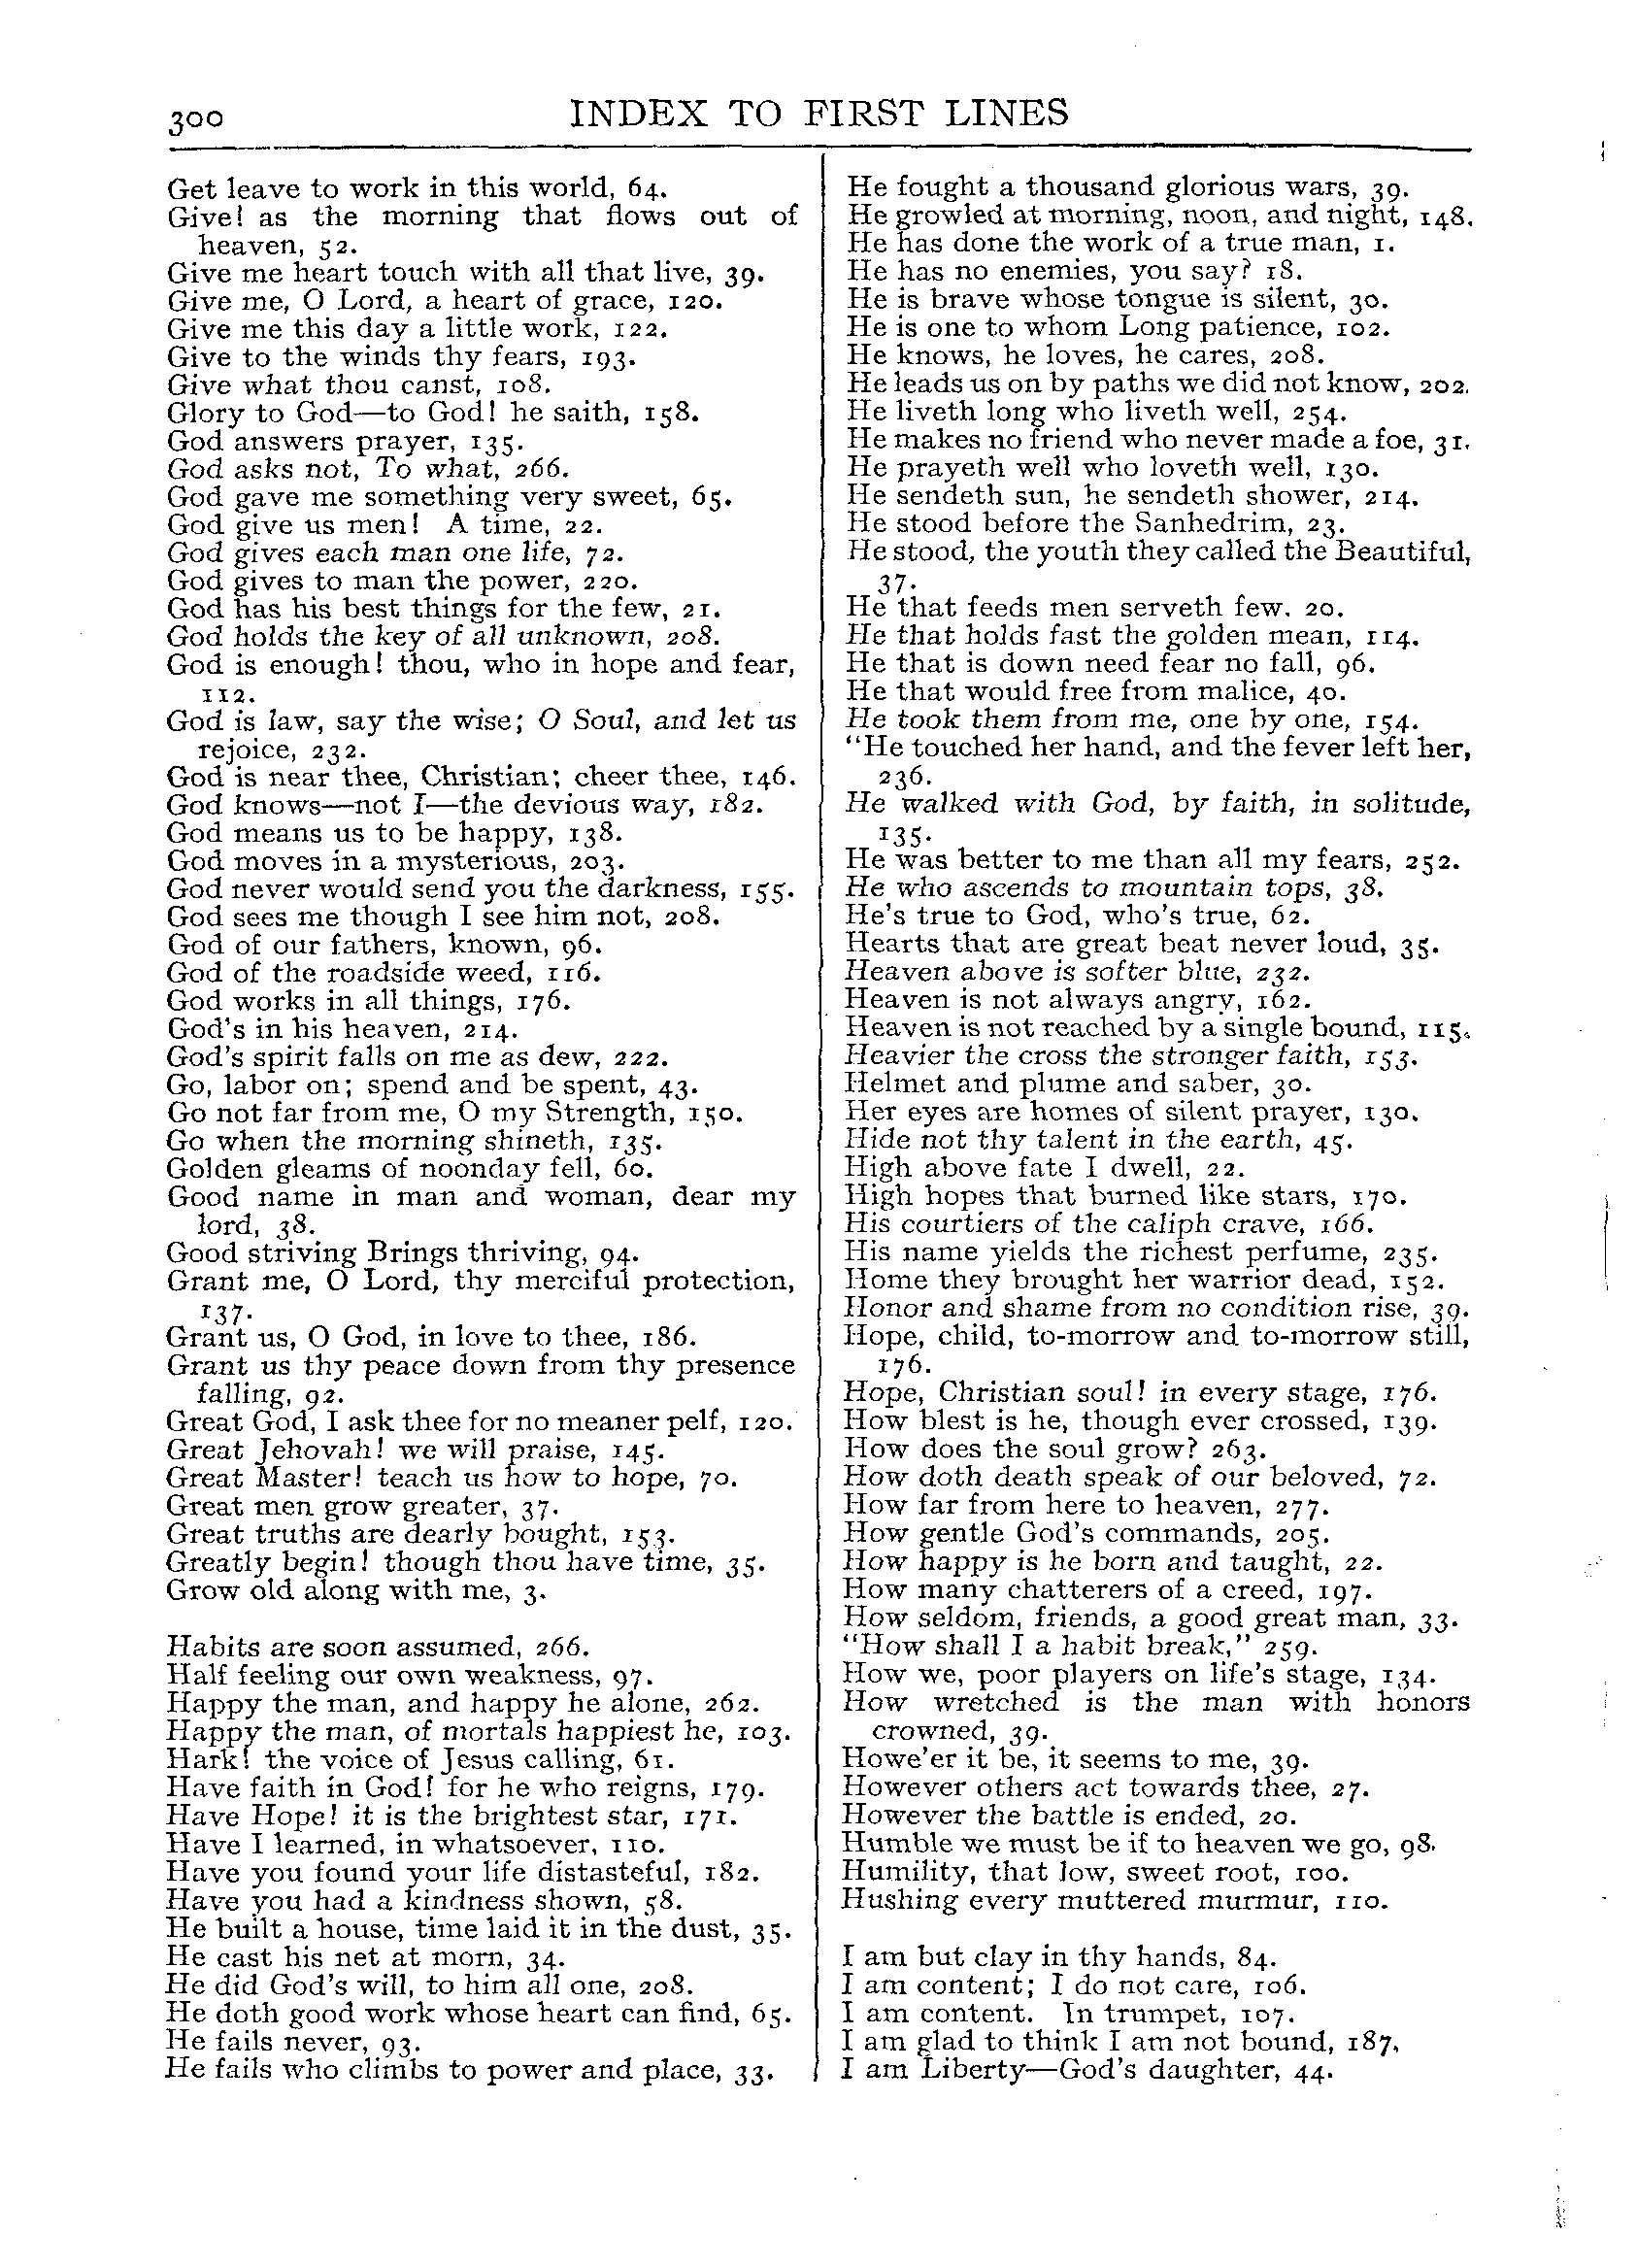 300
INDEX TO FIRST LINES
Get leave to work in this world, 64.
Give! as the morning that flows out of
heaven, 52.
Give me heart touch with all that live, 39.
Give me, O Lord, a heart of grace, 120.
Give me this day a little work, 122.
Give to the winds thy fears, 193.
Give what thou canst, 108.
Glory to God—to God! he saith, 158.
God answers prayer, 135.
God asks not, To what, 266.
God gave me something very sweet, 65.
God give us men! A time, 22.
God gives each man one life, 72.
God gives to man the power, 220.
God has his best things for the few, 21.
God holds the key of all unknown, 208.
God is enough! thou, who in hope and fear,
112.
God is law, say the wise; O Soul, and let us
rejoice, 232.
God is near thee, Christian; cheer thee, 146.
God knows—not I—the devious way, 182.
God means us to be happy, 138.
God moves in a mysterious, 203.
God never would send you the darkness, 155.
God sees me though I see him not, 208.
God of our fathers, known, 96.
God of the roadside weed, 116.
God works in all things, 176.
God's in his heaven, 214.
God's spirit falls on me as dew, 222.
Go, labor on; spend and be spent, 43.
Go not far from me, O my Strength, 150.
Go when the morning shineth, 135.
Golden gleams of noonday fell, 60.
Good name in man and woman, dear my
lord, 38.
Good striving Brings thriving, 94.
Grant me, O Lord, thy merciful protection,
137.
Grant us, O God, in love to thee, 186.
Grant us thy peace down from thy presence
falling, 92.
Great God, I ask thee for no meaner pelf, 120.
Great Jehovah! we will praise, 145.
Great Master! teach us how to hope, 70.
Great men grow greater, 37.
Great truths are dearly bought, 153.
Greatly begin! though thou have time, 35.
Grow old along with me, 3.
Habits are soon assumed, 266.
Half feeling our own weakness, 97.
Happy the man, and happy he alone, 262.
Happy the man, of mortals happiest he, 103.
Hark! the voice of Jesus calling, 61.
Have faith in God! for he who reigns, 179.
Have Hope! it is the brightest star, 171.
Have I learned, in whatsoever, 110.
Have you found your life distasteful, 182.
Have you had a kindness shown, 58.
He built a house, time laid it in the dust, 35.
He cast his net at morn, 34.
He did God's will, to him all one, 208.
He doth good work whose heart can find, 65.
He fails never, 93.
He fails who climbs to power and place, 33.
He fought a thousand glorious wars, 39.
He growled at morning, noon, and night, 148.
He has done the work of a true man, 1.
He has no enemies, you say? 18.
He is brave whose tongue is silent, 30.
He is one to whom Long patience, 102.
He knows, he loves, he cares, 208.
He leads us on by paths we did not know, 202.
He liveth long who liveth well, 254.
He makes no friend who never made a foe, 31.
He prayeth well who loveth well, 130.
He sendeth sun, he sendeth shower, 214.
He stood before the Sanhedrim, 23.
He stood, the youth they called the Beautiful,
37.
He that feeds men serveth few. 20.
He that holds fast the golden mean, 114.
He that is down need fear no fall, 96.
He that would free from malice, 40.
He took them from me, one by one, 154.
"He touched her hand, and the fever left her,
236.
He walked with God, by faith, in solitude,
135.
He was better to me than all my fears, 252.
He who ascends to mountain tops, 38.
He's true to God, who's true, 62.
Hearts that are great beat never loud, 35.
Heaven above is softer blue, 232.
Heaven is not always angry, 162.
Heaven is not reached by a single bound, 115.
Heavier the cross the stronger faith, 153.
Helmet and plume and saber, 30.
Her eyes are homes of silent prayer, 130.
Hide not thy talent in the earth, 45.
High above fate I dwell, 22.
High hopes that burned like stars, 170.
His courtiers of the caliph crave, 166.
His name yields the richest perfume, 235.
Home they brought her warrior dead, 152.
Honor and shame from no condition rise, 39.
Hope, child, to-morrow and to-morrow still,
176.
Hope, Christian soul! in every stage, 176.
How blest is he, though ever crossed, 139.
How does the soul grow? 263.
How doth death speak of our beloved, 72.
How far from here to heaven, 277.
How gentle God's commands, 205.
How happy is he born and taught, 22.
How many chatterers of a creed, 197.
How seldom, friends, a good great man, 33.
"How shall I a habit break," 259.
How we, poor players on life's stage, 134.
How wretched is the man with honors
crowned, 39.
Howe'er it be, it seems to me, 39.
However others act towards thee, 27.
However the battle is ended, 20.
Humble we must be if to heaven we go, 98.
Humility, that low, sweet root, 100.
Hushing every muttered murmur, 110.
I am but clay in thy hands, 84.
I am content; I do not care, 106.
I am content. In trumpet, 107.
I am glad to think I am not bound, 187.
I am Liberty—God's daughter, 44.